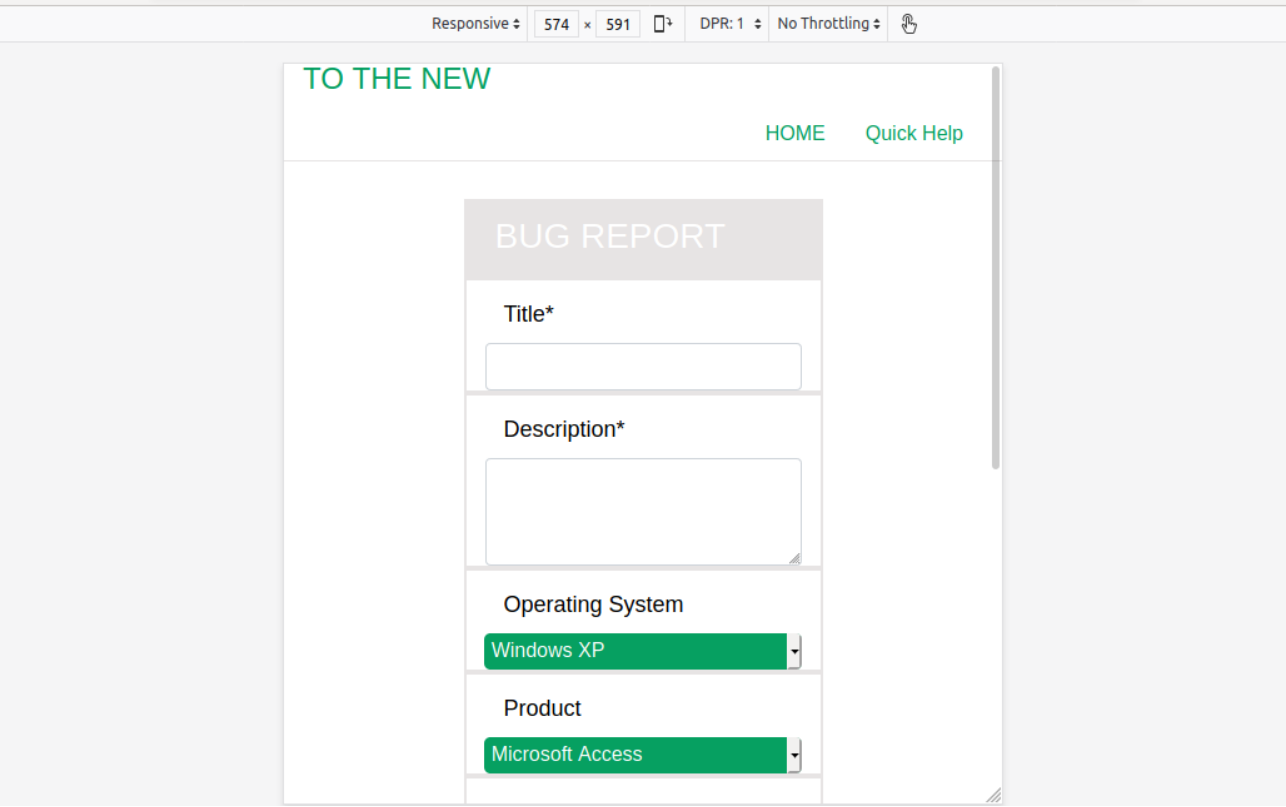 Responsive 574 × 591 DPR: 1 No Throttling
TO THE NEW
HOME Quick Help
BUG REPORT
Title*
Description*
Operating System
Windows XP
Product
Microsoft Access